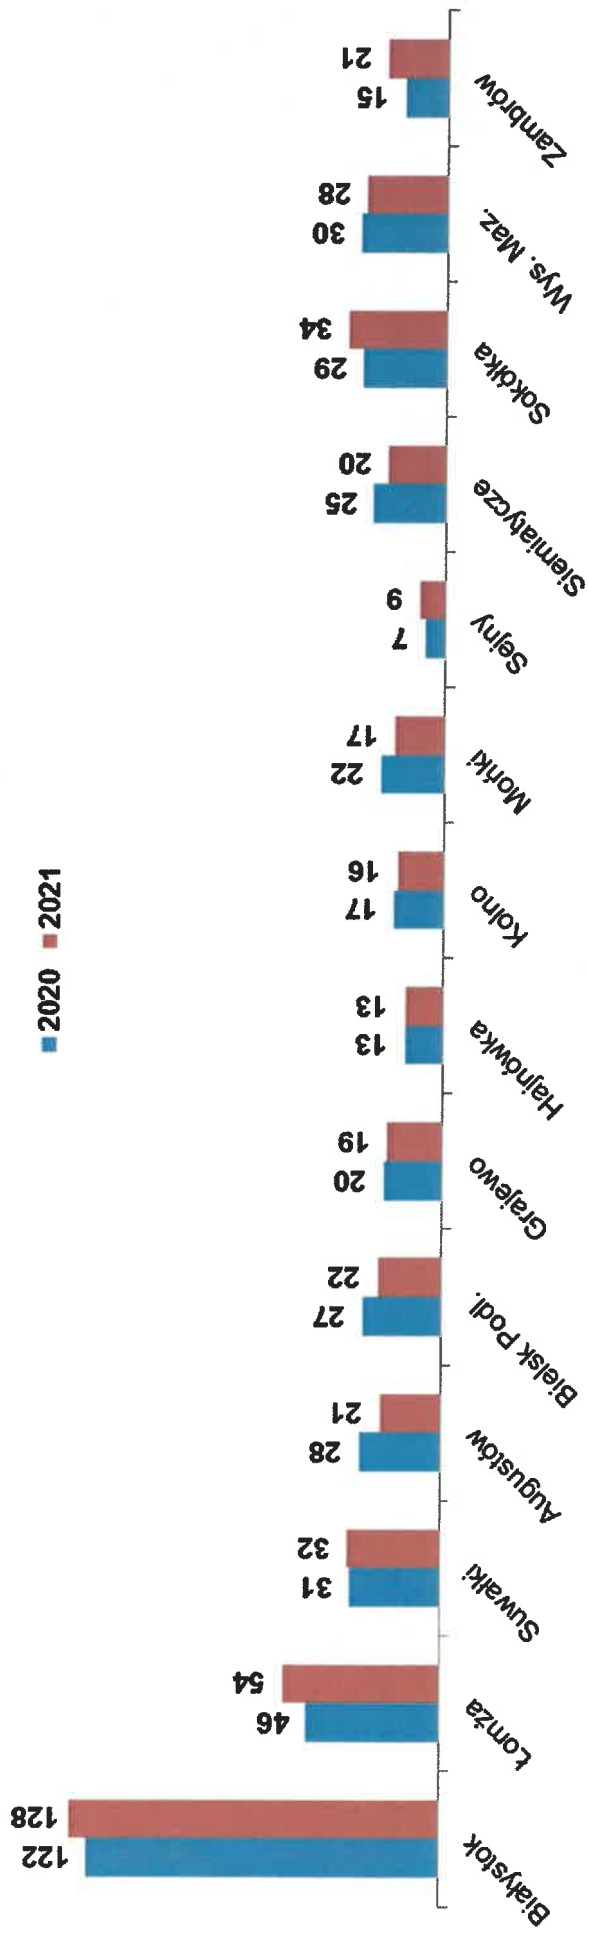 2020 2021
122 128
46 54
31 32
28 21
27 22
20 19
13 13
17 16
22 17
7 9
25 20
29 34
30 28
15 21
Białystok
Łomża
Suwałki
Augustów
Bielsk Podl.
Grajewo
Hajnówka
Kolno
Mońki
Sejny
Siemiatycze
Sokółka
Wys. Maz.
Zambrów